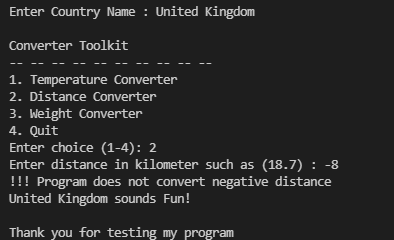 Enter Country Name : United Kingdom
Converter Toolkit
-- -- -- -- -- -- -- -- -- --
1. Temperature Converter
2. Distance Converter
3. Weight Converter
4. Quit
Enter choice (1-4): 2
Enter distance in kilometer such as (18.7) : -8
!!! Program does not convert negative distance
United Kingdom sounds Fun!
Thank you for testing my program